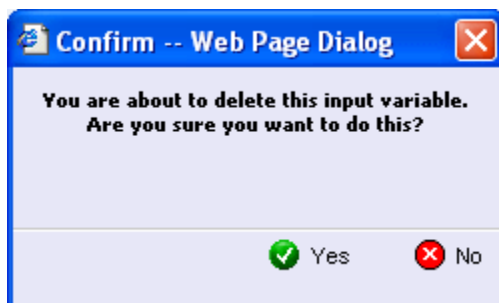 Confirm -- Web Page Dialog
You are about to delete this input variable.
Are you sure you want to do this?
Yes No